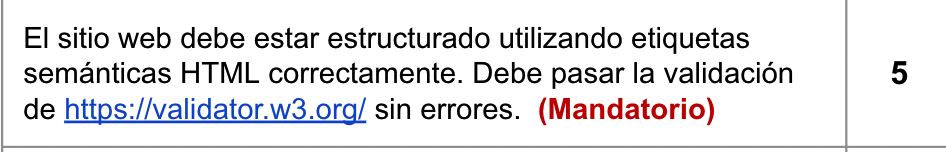 El sitio web debe estar estructurado utilizando etiquetas
semánticas HTML correctamente. Debe pasar la validación
de https://validator.w3.org/ sin errores. (Mandatorio)
5